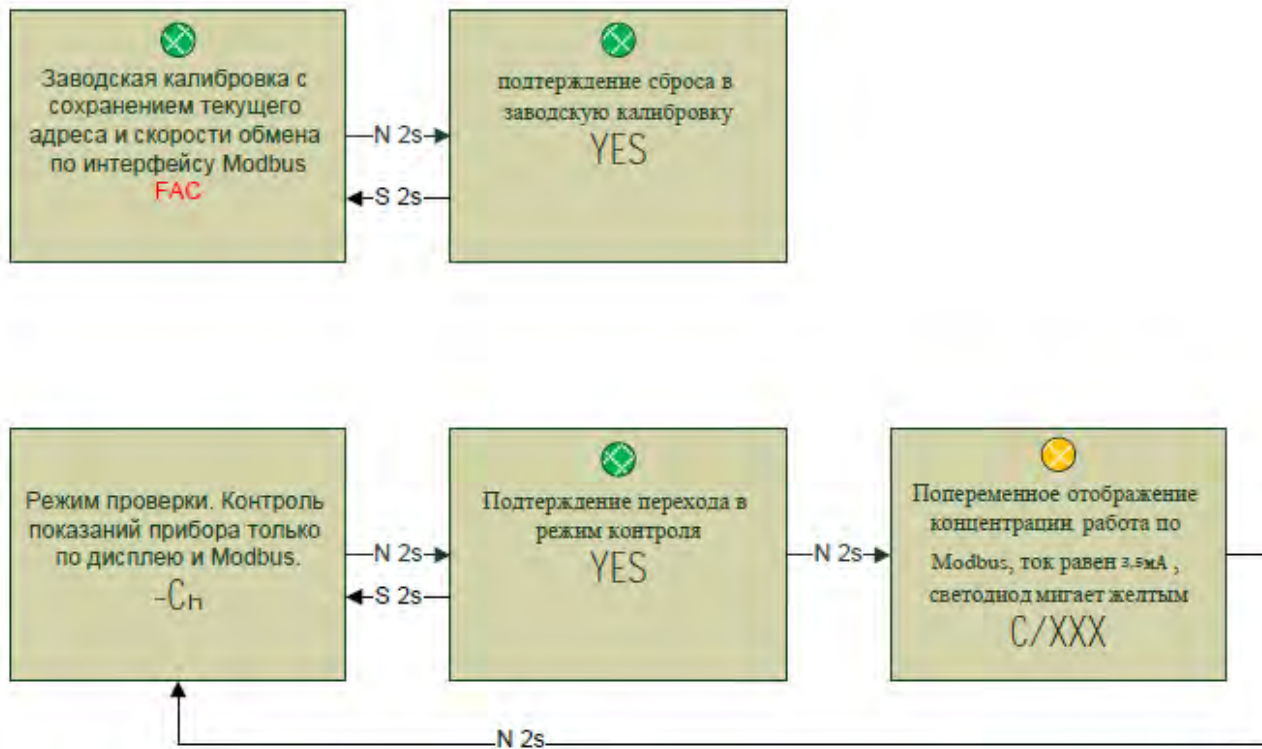 Заводская калибровка с
сохранением текущего
адреса и скорости обмена
по интерфейсу Modbus
FAC
N 2s
S 2s
подтерждение сброса в
заводскую калибровку
YES
Режим проверки. Контроль
показаний прибора только
по дисплею и Modbus.
-Ch
N 2s
S 2s
Подтерждение перехода в
режим контроля
YES
N 2s
Попеременное отображение
концентрации, работа по
Modbus, ток равен 3,9мА ,
светодиод мигает желтым
C/XXX
N 2s